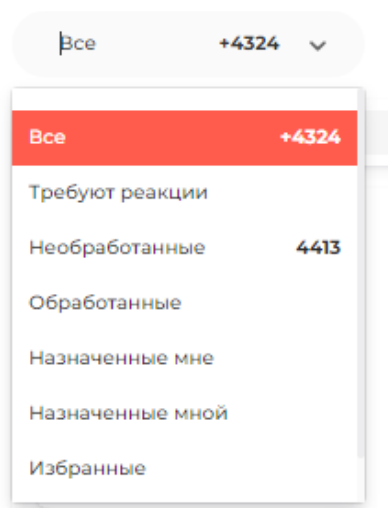 Все +4324
Все +4324
Требуют реакции
Необработанные 4413
Обработанные
Назначенные мне
Назначенные мной
Избранные